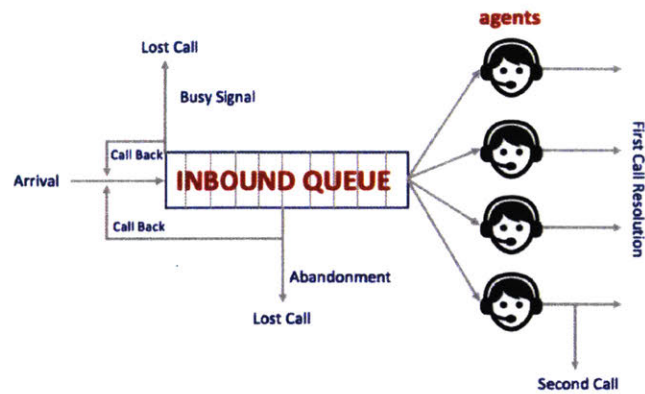 agents
Lost Call
Busy Signal
Call Back
Arrival
INBOUND QUEUE
Call Back
Abandonment
Lost Call
First Call Resolution
Second Call